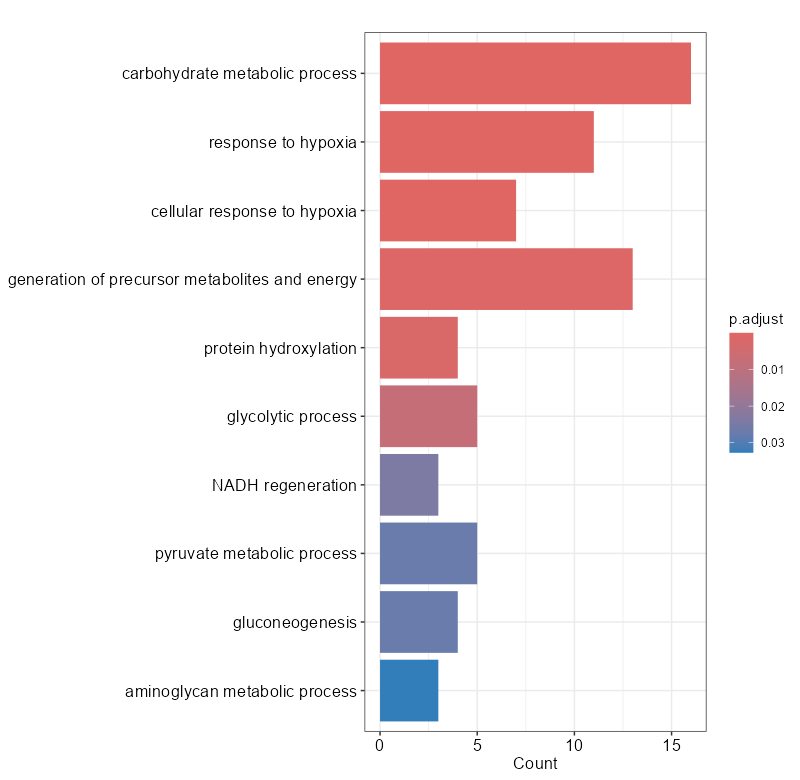 carbohydrate metabolic process
response to hypoxia
cellular response to hypoxia
generation of precursor metabolites and energy
protein hydroxylation
glycolytic process
NADH regeneration
pyruvate metabolic process
gluconeogenesis
aminoglycan metabolic process
0 5 10 15
Count
p.adjust
0.01
0.02
0.03